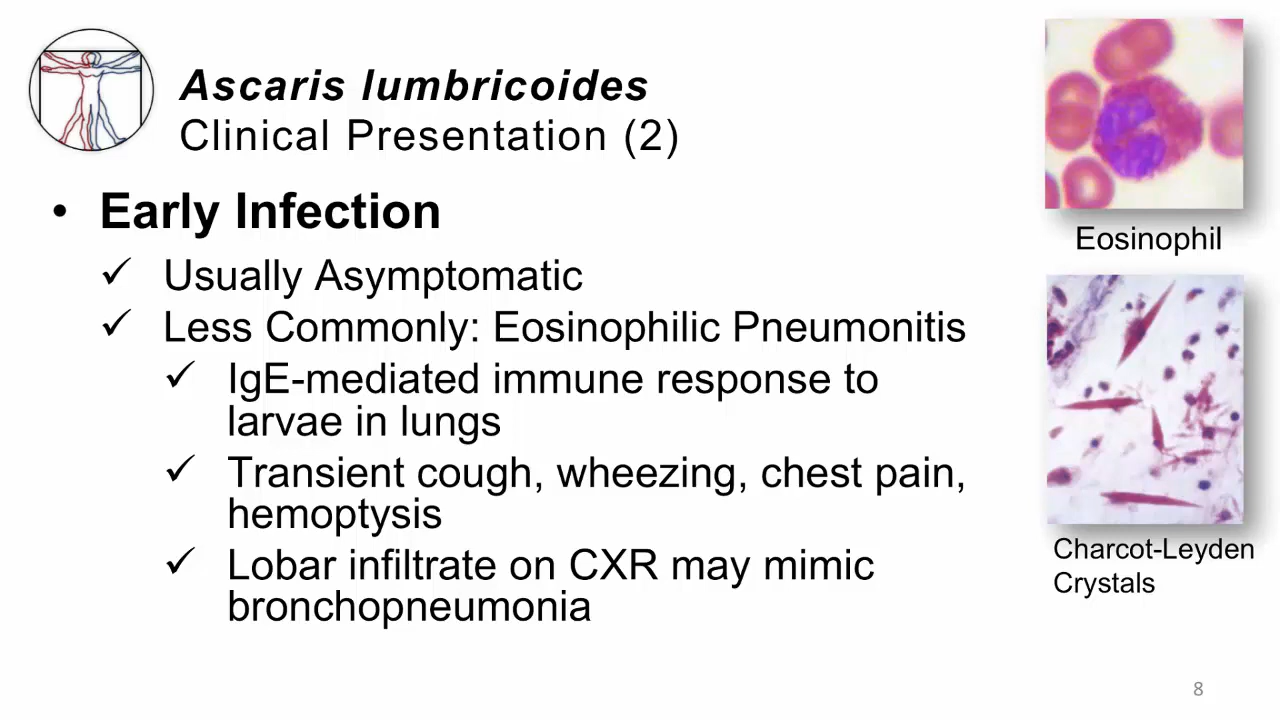 Ascaris lumbricoides
Clinical Presentation (2)
• Early Infection
✓ Usually Asymptomatic
✓ Less Commonly: Eosinophilic Pneumonitis
✓ IgE-mediated immune response to
larvae in lungs
✓ Transient cough, wheezing, chest pain,
hemoptysis
✓ Lobar infiltrate on CXR may mimic
bronchopneumonia
Eosinophil
Charcot-Leyden
Crystals
8